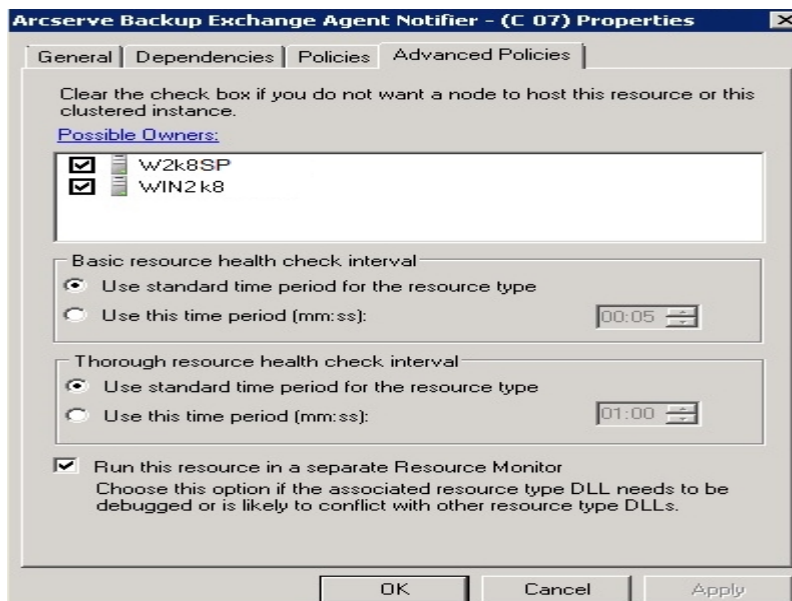 Arcserve Backup Exchange Agent Notifier - (C 07) Properties
General Dependencies Policies Advanced Policies
Clear the check box if you do not want a node to host this resource or this
clustered instance.
Possible Owners:
W2k8SP
WIN2k8
Basic resource health check interval
Use standard time period for the resource type
Use this time period (mm:ss): 00:05
Thorough resource health check interval
Use standard time period for the resource type
Use this time period (mm:ss): 01:00
Run this resource in a separate Resource Monitor
Choose this option if the associated resource type DLL needs to be
debugged or is likely to conflict with other resource type DLLs.
OK Cancel Apply